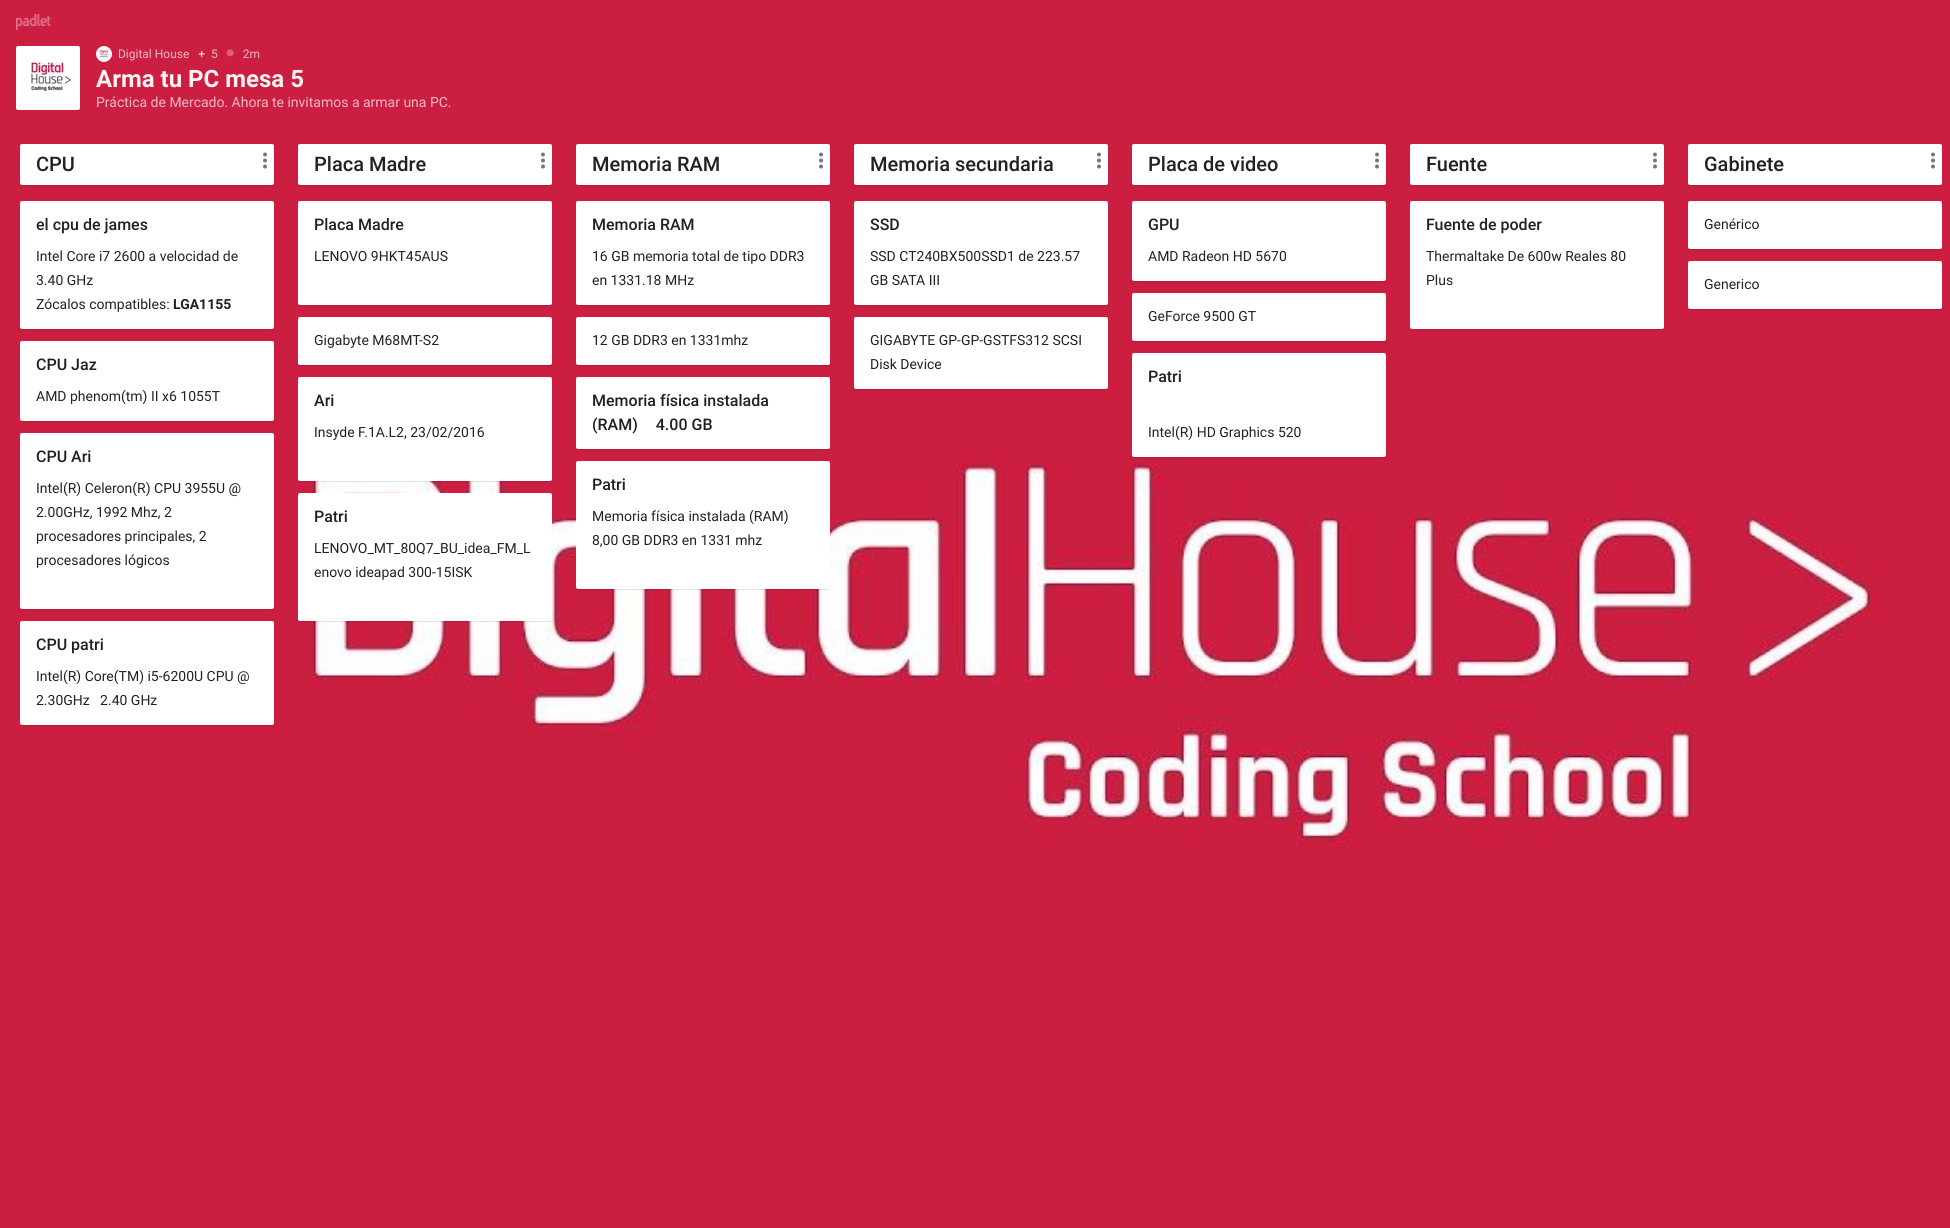 padlet
Digital
House>
Coding School
Digital House + 5 2m
Arma tu PC mesa 5
Práctica de Mercado. Ahora te invitamos a armar una PC.
CPU
el cpu de james
Intel Core i7 2600 a velocidad de
3.40 GHz
Zócalos compatibles: LGA1155
CPU Jaz
AMD phenom(tm) II x6 1055T
CPU Ari
Intel(R) Celeron(R) CPU 3955U @
2.00GHz, 1992 Mhz, 2
procesadores principales, 2
procesadores lógicos
CPU patri
Intel(R) Core(TM) i5-6200U CPU @
2.30GHz 2.40 GHz
Placa Madre
Placa Madre
LENOVO 9HKT45AUS
Gigabyte M68MT-S2
Ari
Insyde F.1A.L2, 23/02/2016
Patri
LENOVO_MT_80Q7_BU_idea_FM_L
enovo ideapad 300-15ISK
Memoria RAM
Memoria RAM
16 GB memoria total de tipo DDR3
en 1331.18 MHz
12 GB DDR3 en 1331mhz
Memoria física instalada
(RAM) 4.00 GB
Patri
Memoria física instalada (RAM)
8,00 GB DDR3 en 1331 mhz
Memoria secundaria
SSD
SSD CT240BX500SSD1 de 223.57
GB SATA III
GIGABYTE GP-GP-GSTFS312 SCSI
Disk Device
Placa de video
GPU
AMD Radeon HD 5670
GeForce 9500 GT
Patri
Intel(R) HD Graphics 520
Fuente
Fuente de poder
Thermaltake De 600w Reales 80
Plus
Gabinete
Genérico
Generico
DigitalHouse>
Coding School